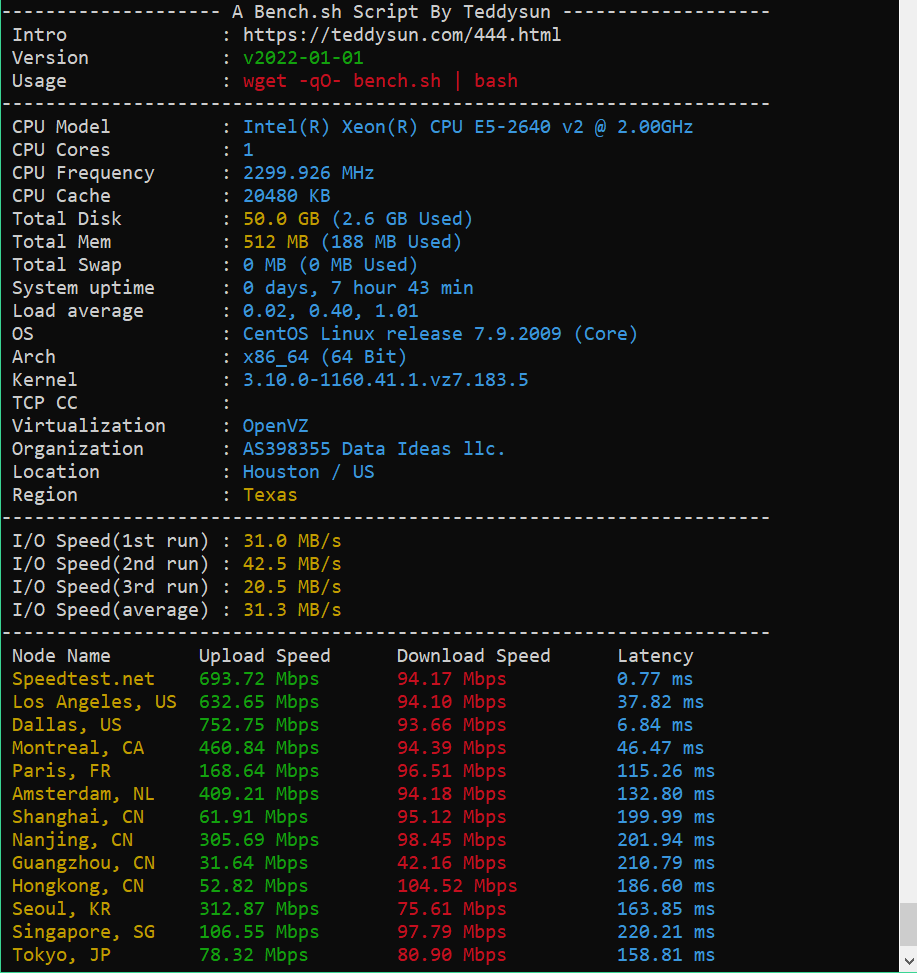 -------------------- A Bench.sh Script By Teddysun -------------------
Intro : https://teddysun.com/444.html
Version : v2022-01-01
Usage : wget -qO- bench.sh | bash
----------------------------------------------------------------------
CPU Model : Intel(R) Xeon(R) CPU E5-2640 v2 @ 2.00GHz
CPU Cores : 1
CPU Frequency : 2299.926 MHz
CPU Cache : 20480 KB
Total Disk : 50.0 GB (2.6 GB Used)
Total Mem : 512 MB (188 MB Used)
Total Swap : 0 MB (0 MB Used)
System uptime : 0 days, 7 hour 43 min
Load average : 0.02, 0.40, 1.01
OS : CentOS Linux release 7.9.2009 (Core)
Arch : x86_64 (64 Bit)
Kernel : 3.10.0-1160.41.1.vz7.183.5
TCP CC :
Virtualization : OpenVZ
Organization : AS398355 Data Ideas llc.
Location : Houston / US
Region : Texas
----------------------------------------------------------------------
I/O Speed(1st run) : 31.0 MB/s
I/O Speed(2nd run) : 42.5 MB/s
I/O Speed(3rd run) : 20.5 MB/s
I/O Speed(average) : 31.3 MB/s
----------------------------------------------------------------------
Node Name Upload Speed Download Speed Latency
Speedtest.net 693.72 Mbps 94.17 Mbps 0.77 ms
Los Angeles, US 632.65 Mbps 94.10 Mbps 37.82 ms
Dallas, US 752.75 Mbps 93.66 Mbps 6.84 ms
Montreal, CA 460.84 Mbps 94.39 Mbps 46.47 ms
Paris, FR 168.64 Mbps 96.51 Mbps 115.26 ms
Amsterdam, NL 409.21 Mbps 94.18 Mbps 132.80 ms
Shanghai, CN 61.91 Mbps 95.12 Mbps 199.99 ms
Nanjing, CN 305.69 Mbps 98.45 Mbps 201.94 ms
Guangzhou, CN 31.64 Mbps 42.16 Mbps 210.79 ms
Hongkong, CN 52.82 Mbps 104.52 Mbps 186.60 ms
Seoul, KR 312.87 Mbps 75.61 Mbps 163.85 ms
Singapore, SG 106.55 Mbps 97.79 Mbps 220.21 ms
Tokyo, JP 78.32 Mbps 80.90 Mbps 158.81 ms